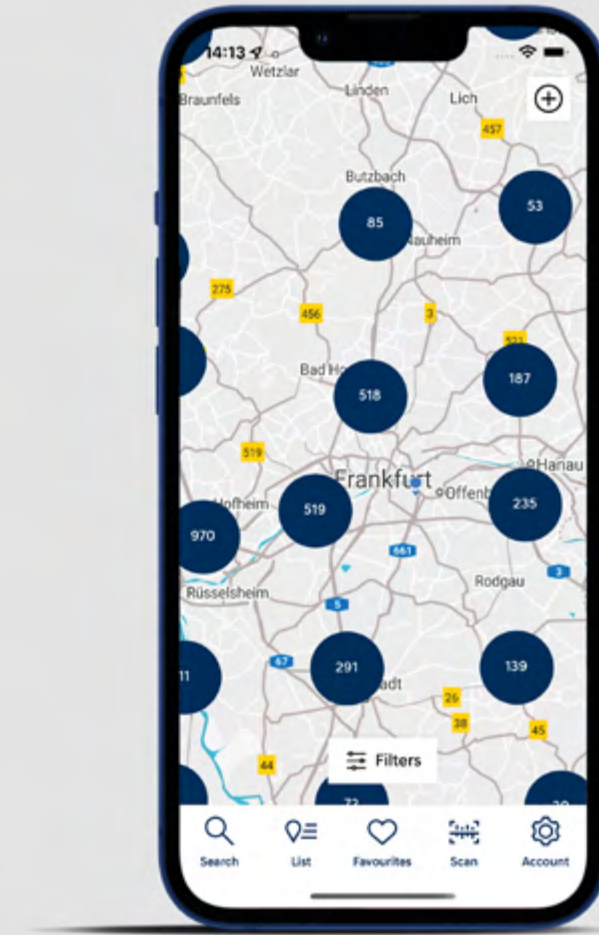 14:13
Wetzlar
Braunfels
Linden
Lich
457
Butzbach
85
53
Nauheim
275
456
3
Bad Ho
518
187
519
Frankfurt
Hanau
Offenb
235
519
Hofheim
970
661
3
Rodgau
Rüsselsheim
5
67
291
139
11
adt
26
38
45
44
Filters
Search
List
Favourites
Scan
Account